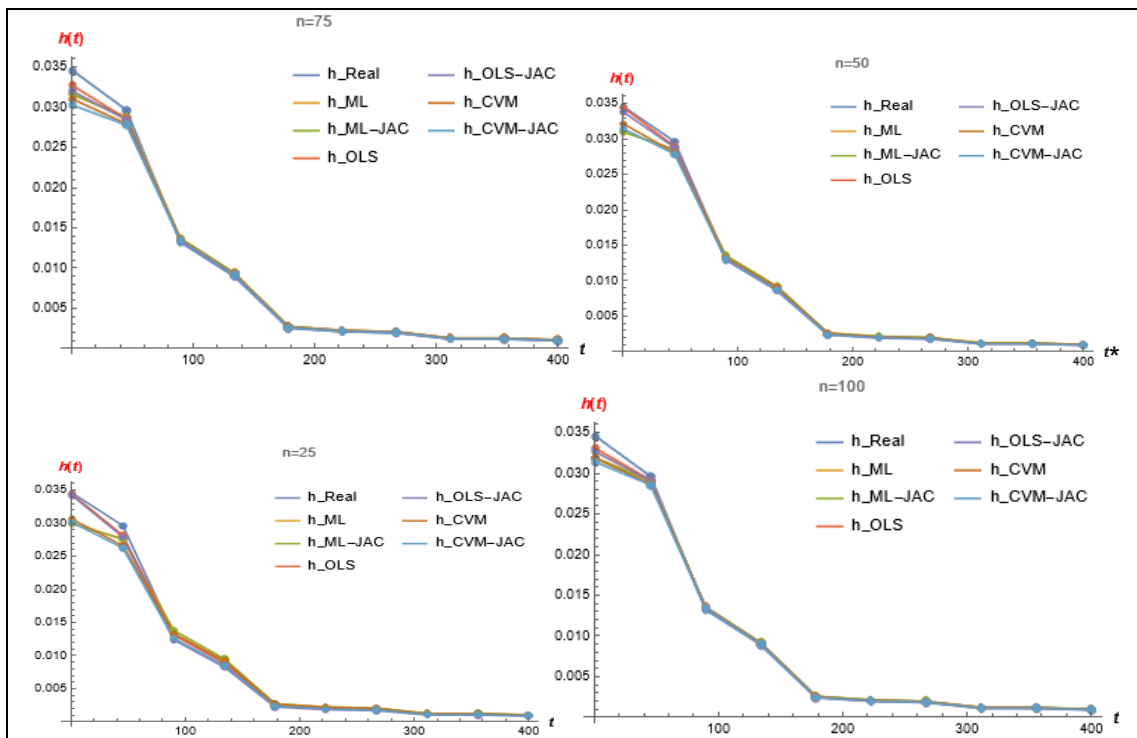 n=75
h(t)
0.035
0.030
0.025
0.020
0.015
0.010
0.005
100 200 300 400
t
h_Real h_OLS-JAC
h_ML h_CVM
h_ML-JAC h_CVM-JAC
h_OLS
n=50
h(t)
0.035
0.030
0.025
0.020
0.015
0.010
0.005
100 200 300 400
t*
h_Real h_OLS-JAC
h_ML h_CVM
h_ML-JAC h_CVM-JAC
h_OLS
n=25
h(t)
0.035
0.030
0.025
0.020
0.015
0.010
0.005
100 200 300 400
t
h_Real h_OLS-JAC
h_ML h_CVM
h_ML-JAC h_CVM-JAC
h_OLS
n=100
h(t)
0.035
0.030
0.025
0.020
0.015
0.010
0.005
100 200 300 400
t
h_Real h_OLS-JAC
h_ML h_CVM
h_ML-JAC h_CVM-JAC
h_OLS